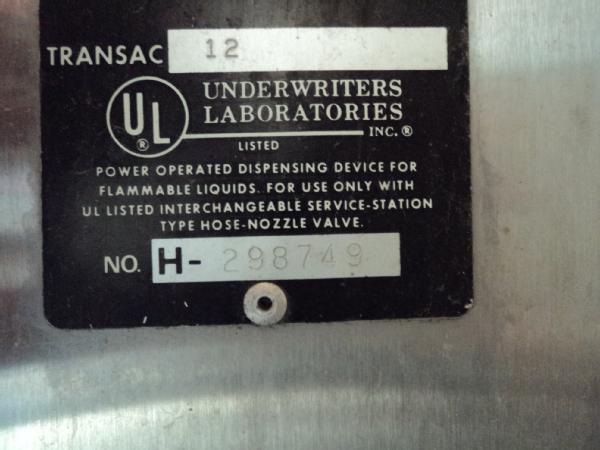 TRANSAC 12
UL®
UNDERWRITERS
LABORATORIES
INC.®
LISTED
POWER OPERATED DISPENSING DEVICE FOR
FLAMMABLE LIQUIDS. FOR USE ONLY WITH
UL LISTED INTERCHANGEABLE SERVICE-STATION
TYPE HOSE-NOZZLE VALVE.
NO. H-298749